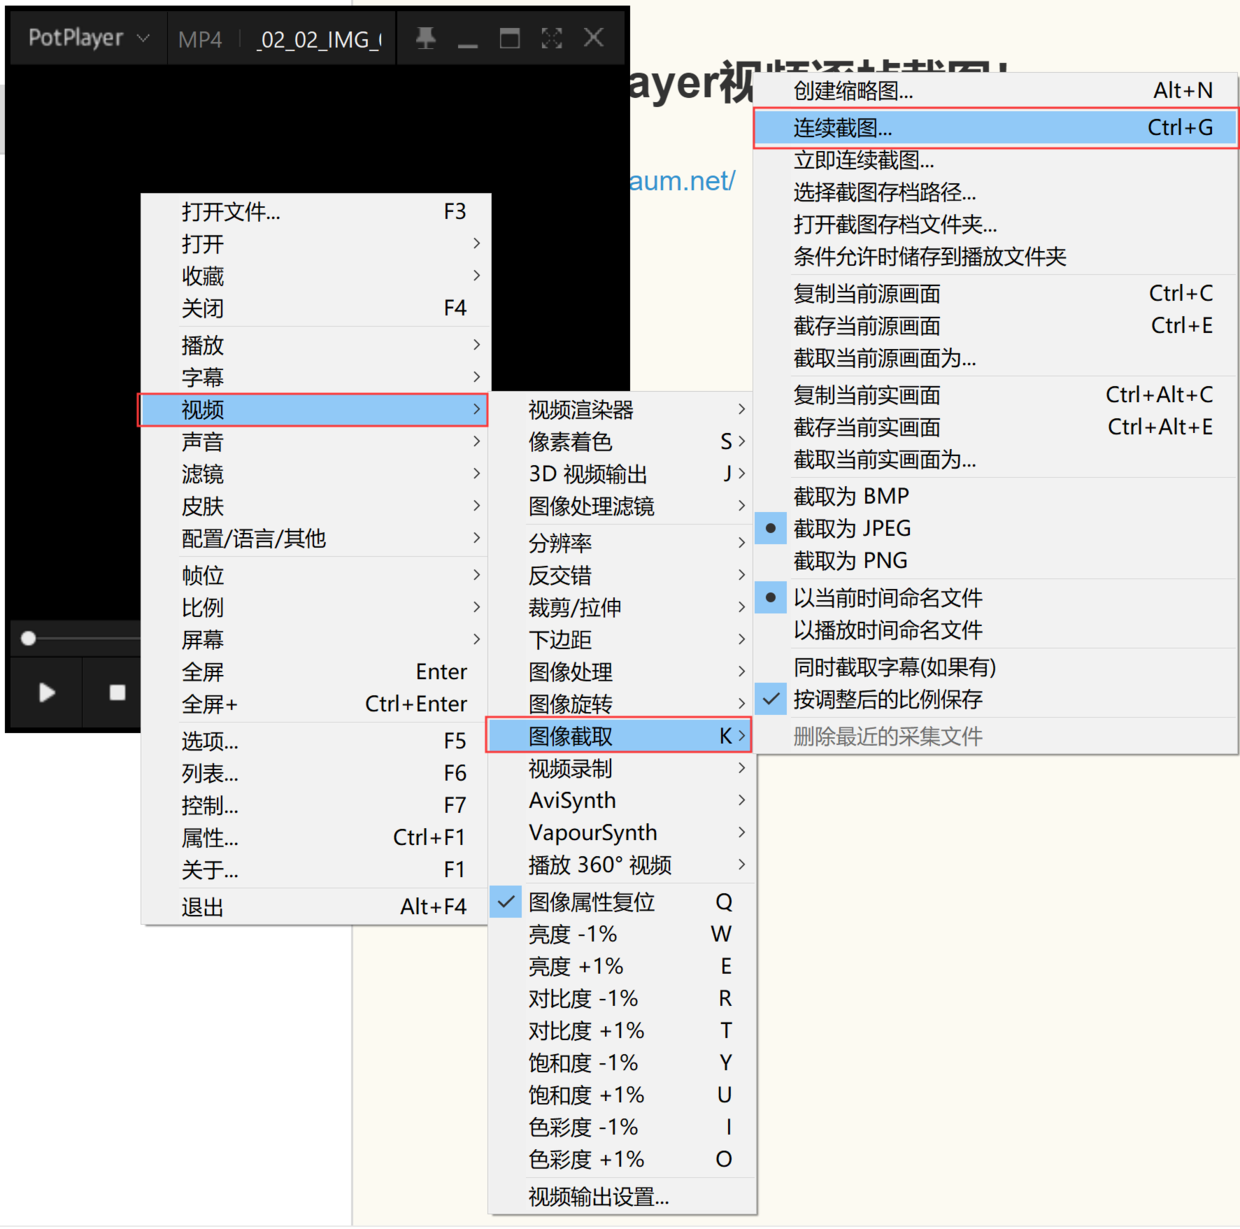 PotPlayer
MP4
_02_02_IMG_
ayer视频逐帧截图!
aum.net/
打开文件... F3
打开
收藏
关闭 F4
播放
字幕
视频
声音
滤镜
皮肤
配置/语言/其他
帧位
比例
屏幕
全屏 Enter
全屏+ Ctrl+Enter
选项... F5
列表... F6
控制... F7
属性... Ctrl+F1
关于... F1
退出 Alt+F4
视频渲染器
像素着色 S
3D 视频输出 J
图像处理滤镜
分辨率
反交错
裁剪/拉伸
下边距
图像处理
图像旋转
图像截取 K
视频录制
AviSynth
VapourSynth
播放 360° 视频
图像属性复位 Q
亮度 -1% W
亮度 +1% E
对比度 -1% R
对比度 +1% T
饱和度 -1% Y
饱和度 +1% U
色彩度 -1% I
色彩度 +1% O
视频输出设置...
创建缩略图... Alt+N
连续截图... Ctrl+G
立即连续截图...
选择截图存档路径...
打开截图存档文件夹...
条件允许时储存到播放文件夹
复制当前源画面 Ctrl+C
截存当前源画面 Ctrl+E
截取当前源画面为...
复制当前实画面 Ctrl+Alt+C
截存当前实画面 Ctrl+Alt+E
截取当前实画面为...
截取为 BMP
截取为 JPEG
截取为 PNG
以当前时间命名文件
以播放时间命名文件
同时截取字幕(如果有)
按调整后的比例保存
删除最近的采集文件